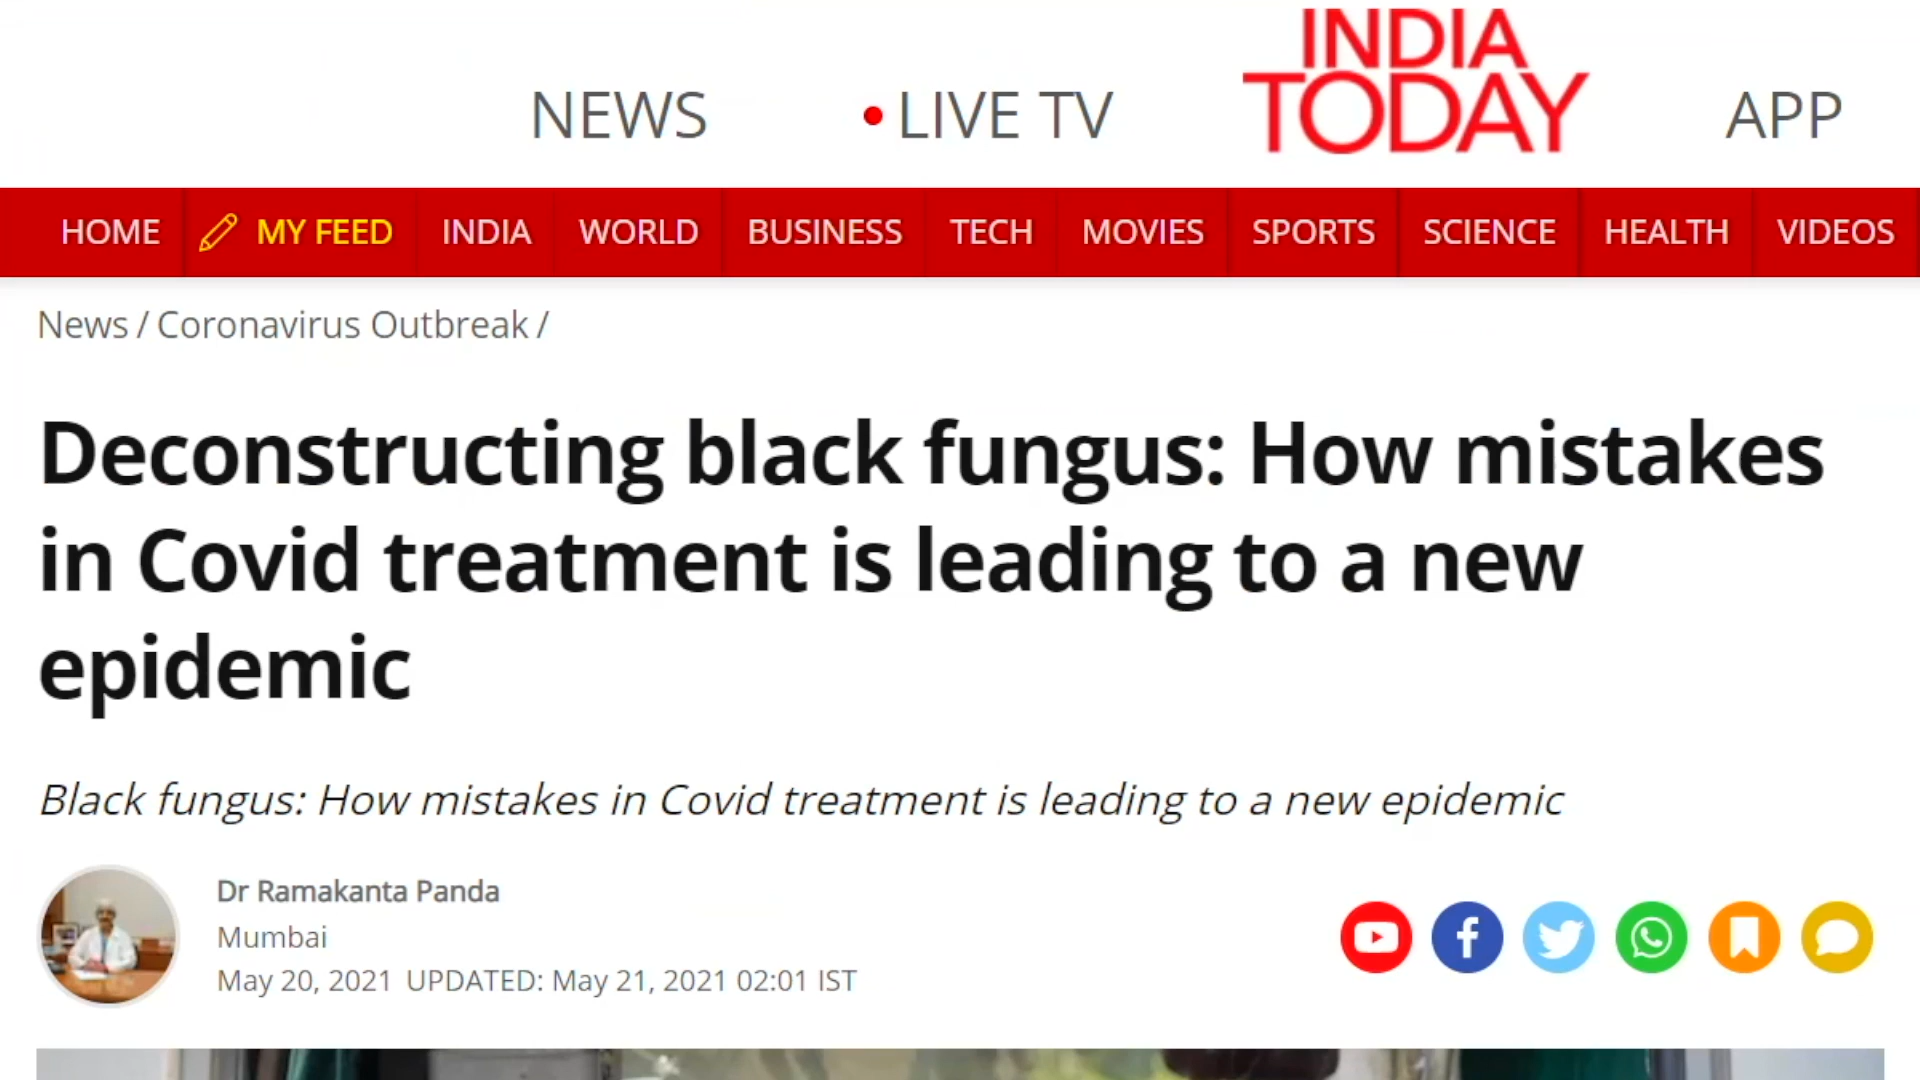 INDIA
TODAY
NEWS
LIVE TV
APP
HOME MY FEED INDIA WORLD BUSINESS TECH MOVIES SPORTS SCIENCE HEALTH VIDEOS
News / Coronavirus Outbreak /
Deconstructing black fungus: How mistakes
in Covid treatment is leading to a new
epidemic
Black fungus: How mistakes in Covid treatment is leading to a new epidemic
Dr Ramakanta Panda
Mumbai
May 20, 2021 UPDATED: May 21, 2021 02:01 IST